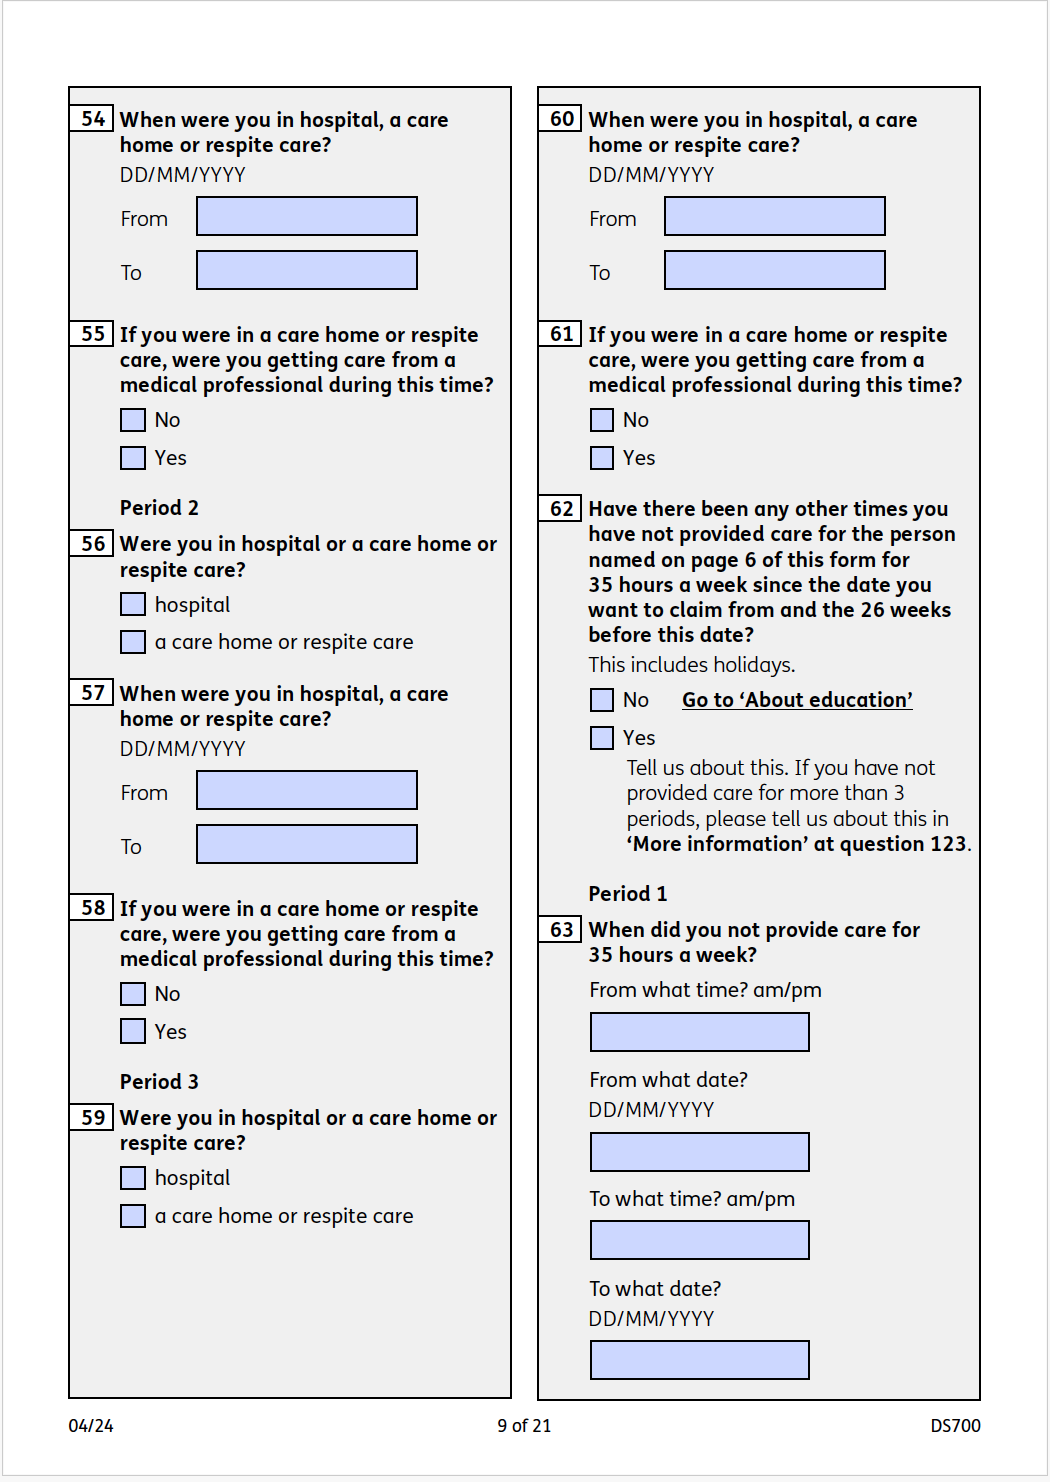 54 When were you in hospital, a care
home or respite care?
DD/MM/YYYY
From
To
55 If you were in a care home or respite
care, were you getting care from a
medical professional during this time?
No
Yes
Period 2
56 Were you in hospital or a care home or
respite care?
hospital
a care home or respite care
57 When were you in hospital, a care
home or respite care?
DD/MM/YYYY
From
To
58 If you were in a care home or respite
care, were you getting care from a
medical professional during this time?
No
Yes
Period 3
59 Were you in hospital or a care home or
respite care?
hospital
a care home or respite care
60 When were you in hospital, a care
home or respite care?
DD/MM/YYYY
From
To
61 If you were in a care home or respite
care, were you getting care from a
medical professional during this time?
No
Yes
62 Have there been any other times you
have not provided care for the person
named on page 6 of this form for
35 hours a week since the date you
want to claim from and the 26 weeks
before this date?
This includes holidays.
No Go to ‘About education’
Yes
Tell us about this. If you have not
provided care for more than 3
periods, please tell us about this in
‘More information’ at question 123.
Period 1
63 When did you not provide care for
35 hours a week?
From what time? am/pm
From what date?
DD/MM/YYYY
To what time? am/pm
To what date?
DD/MM/YYYY
04/24 9 of 21 DS700